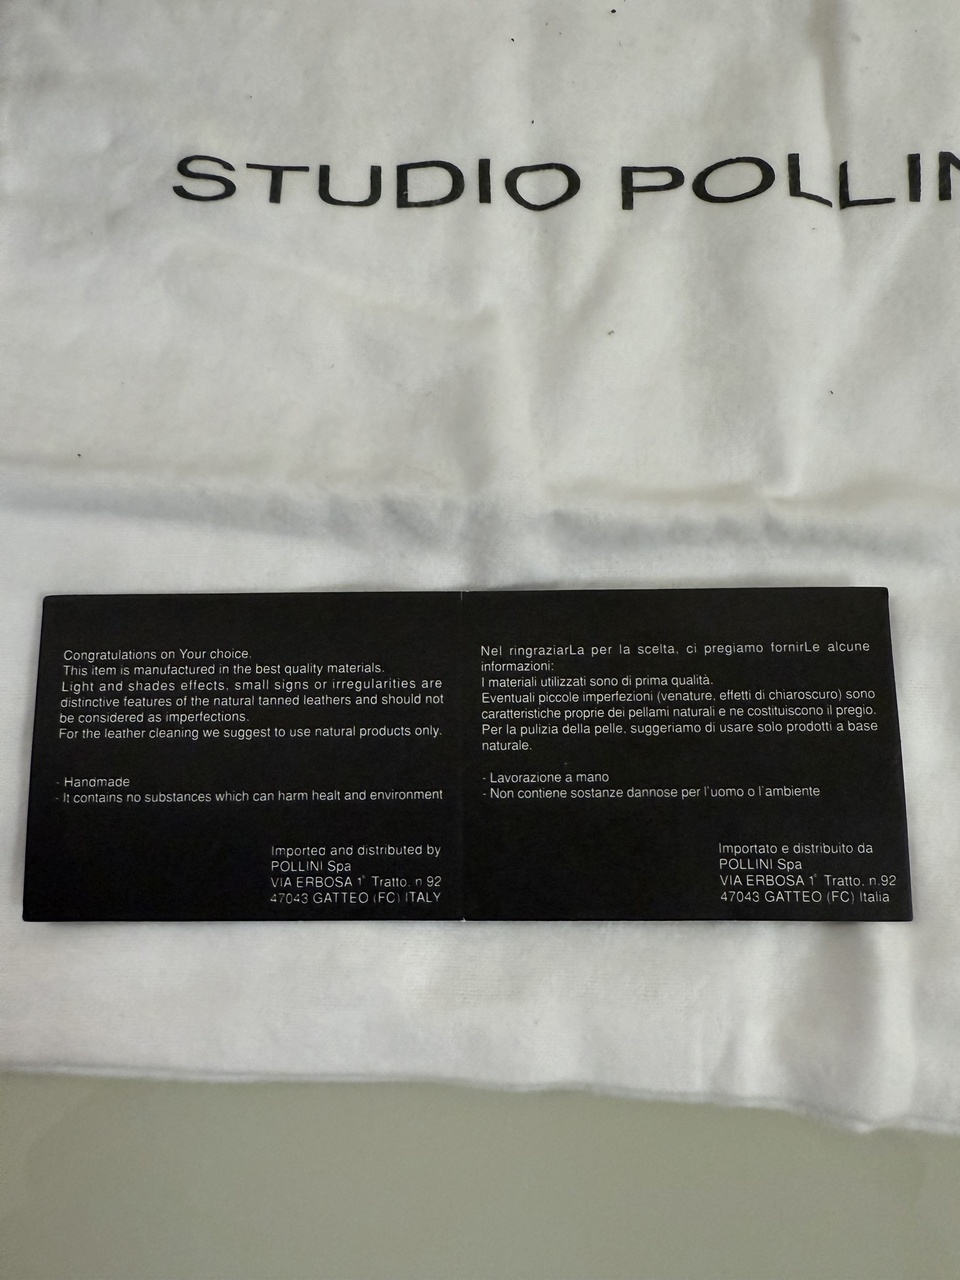 STUDIO POLLIN
Congratulations on Your choice.
This item is manufactured in the best quality materials.
Light and shades effects, small signs or irregularities are
distinctive features of the natural tanned leathers and should not
be considered as imperfections.
For the leather cleaning we suggest to use natural products only.
- Handmade
- It contains no substances which can harm healt and environment
Imported and distributed by
POLLINI Spa
VIA ERBOSA 1° Tratto, n 92
47043 GATTEO (FC) ITALY
Nel ringraziarLa per la scelta, ci pregiamo fornirLe alcune
informazioni:
I materiali utilizzati sono di prima qualità.
Eventuali piccole imperfezioni (venature, effetti di chiaroscuro) sono
caratteristiche proprie dei pellami naturali e ne costituiscono il pregio.
Per la pulizia della pelle, suggeriamo di usare solo prodotti a base
naturale.
- Lavorazione a mano
- Non contiene sostanze dannose per l'uomo o l'ambiente
Importato e distribuito da
POLLINI Spa
VIA ERBOSA 1° Tratto, n.92
47043 GATTEO (FC) Italia